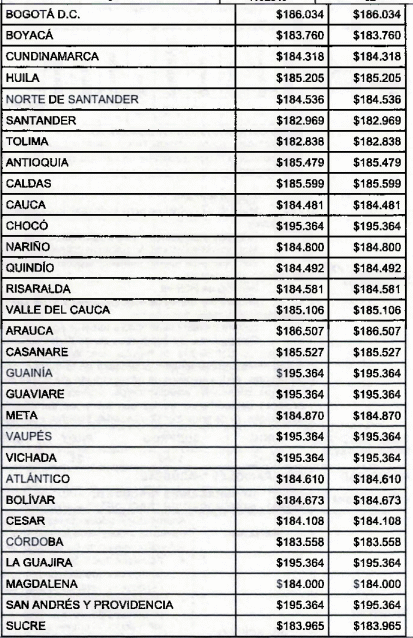 BOGOTÁ D.C. $186.034 $186.034
BOYACÁ $183.760 $183.760
CUNDINAMARCA $184.318 $184.318
HUILA $185.205 $185.205
NORTE DE SANTANDER $184.536 $184.536
SANTANDER $182.969 $182.969
TOLIMA $182.838 $182.838
ANTIOQUIA $185.479 $185.479
CALDAS $185.599 $185.599
CAUCA $184.481 $184.481
CHOCÓ $195.364 $195.364
NARIÑO $184.800 $184.800
QUINDÍO $184.492 $184.492
RISARALDA $184.581 $184.581
VALLE DEL CAUCA $185.106 $185.106
ARAUCA $186.507 $186.507
CASANARE $185.527 $185.527
GUAINÍA $195.364 $195.364
GUAVIARE $195.364 $195.364
META $184.870 $184.870
VAUPÉS $195.364 $195.364
VICHADA $195.364 $195.364
ATLÁNTICO $184.610 $184.610
BOLÍVAR $184.673 $184.673
CESAR $184.108 $184.108
CÓRDOBA $183.558 $183.558
LA GUAJIRA $195.364 $195.364
MAGDALENA $184.000 $184.000
SAN ANDRÉS Y PROVIDENCIA $195.364 $195.364
SUCRE $183.965 $183.965